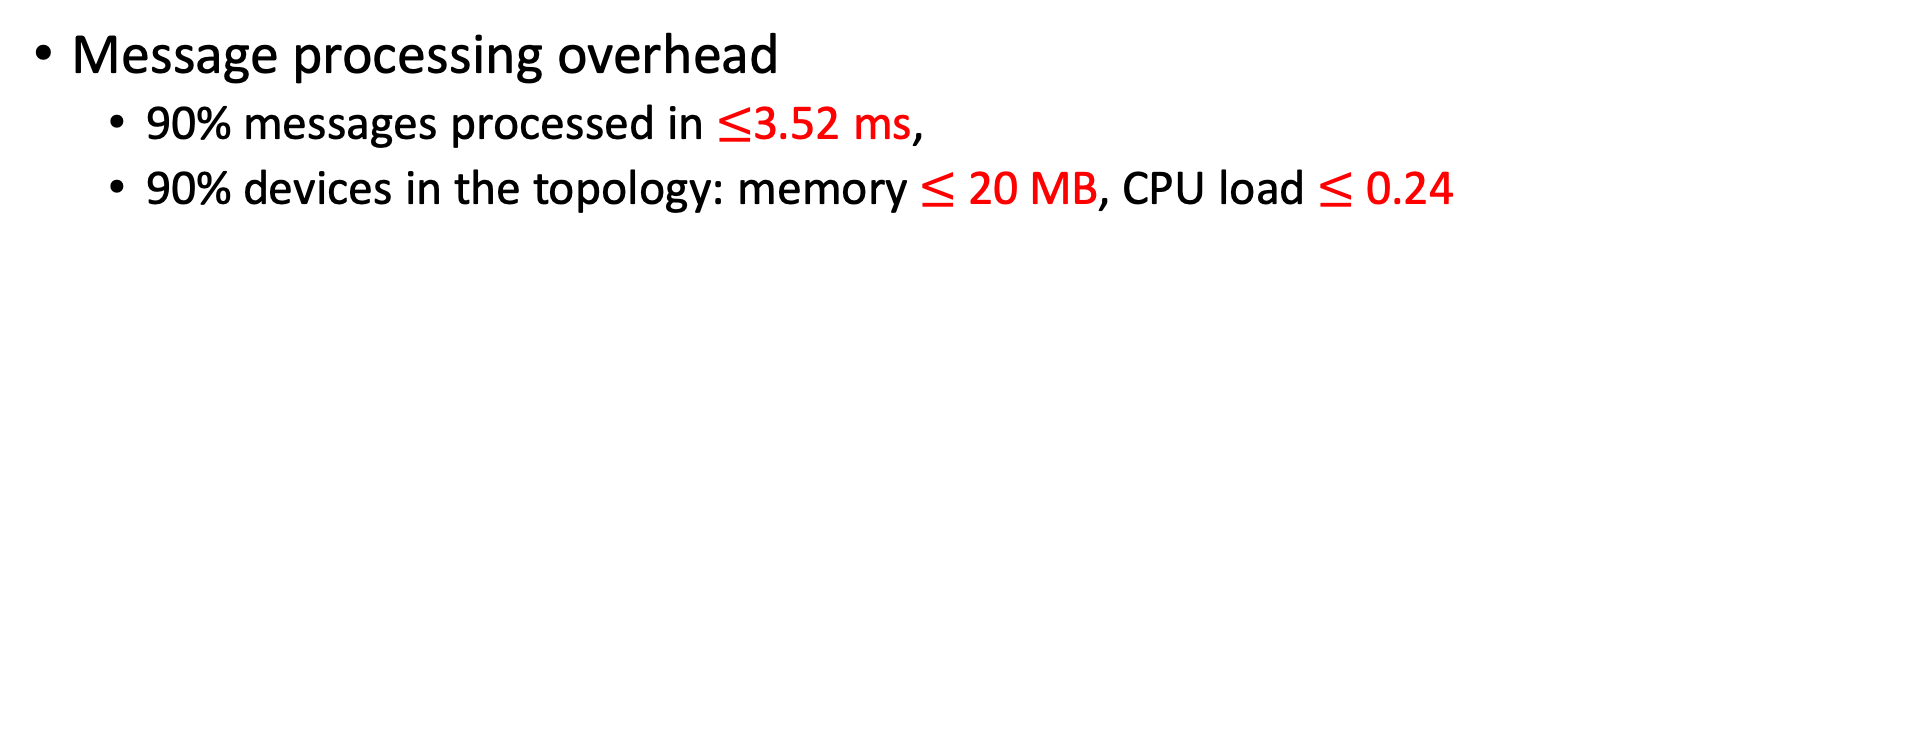 • Message processing overhead
• 90% messages processed in ≤3.52 ms,
• 90% devices in the topology: memory ≤ 20 MB, CPU load ≤ 0.24